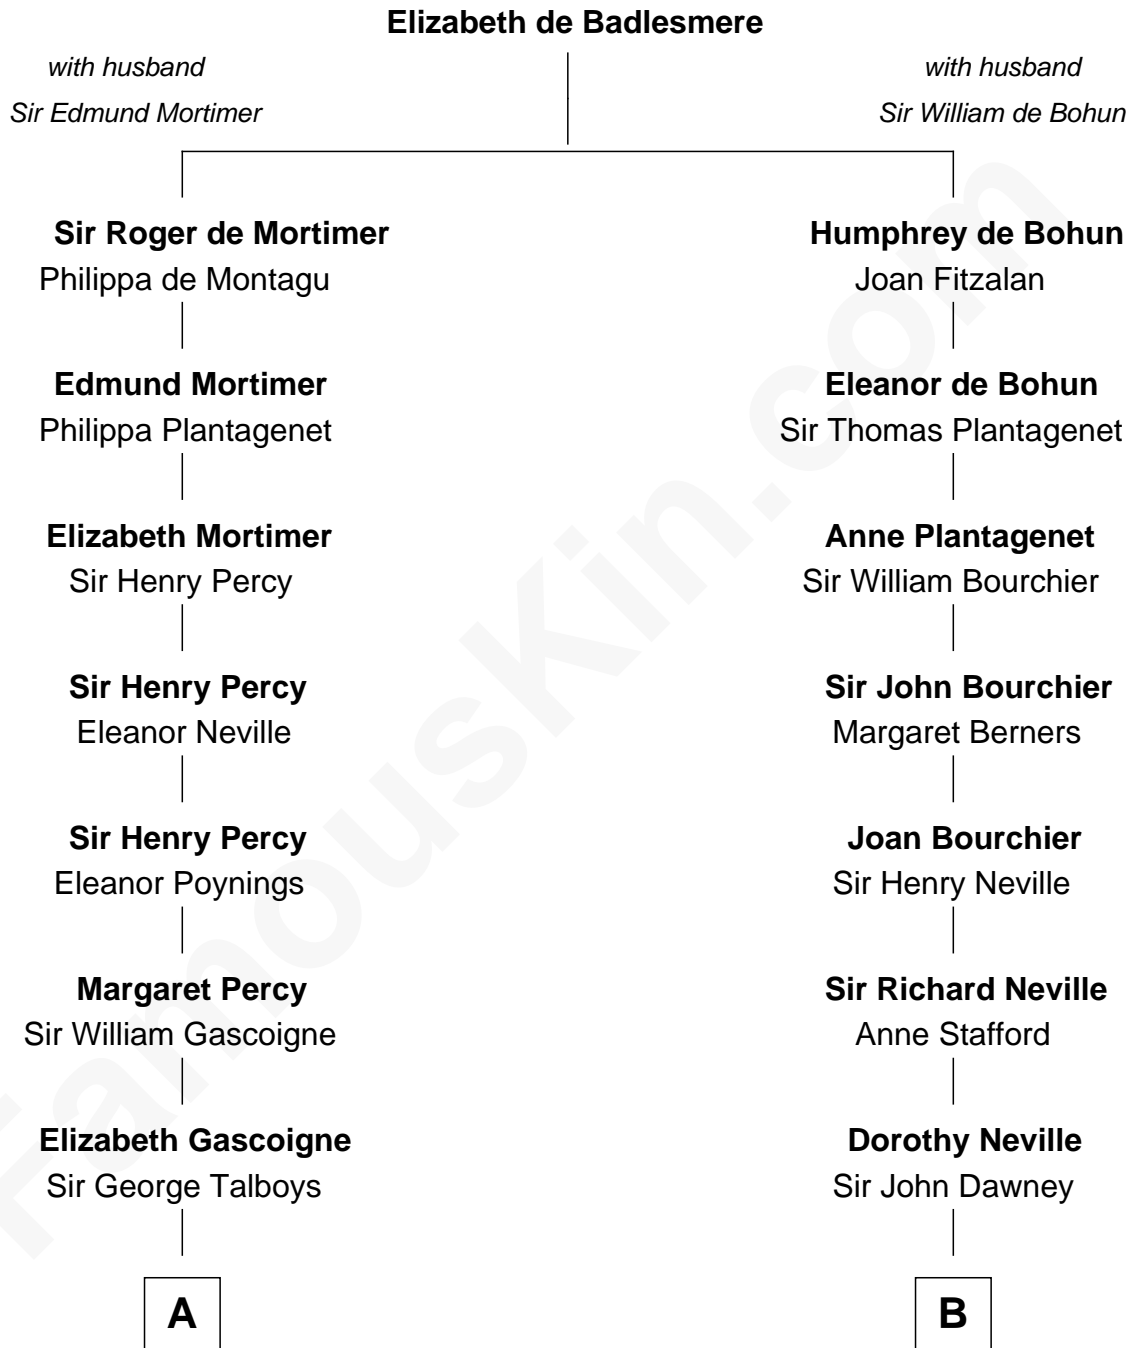 Elizabeth de Badlesmere
with husband
Sir Edmund Mortimer
with husband
Sir William de Bohun
Sir Roger de Mortimer
Philippa de Montagu
Humphrey de Bohun
Joan Fitzalan
Edmund Mortimer
Philippa Plantagenet
Eleanor de Bohun
Sir Thomas Plantagenet
Elizabeth Mortimer
Sir Henry Percy
Anne Plantagenet
Sir William Bourchier
Sir Henry Percy
Eleanor Neville
Sir John Bourchier
Margaret Berners
Sir Henry Percy
Eleanor Poynings
Joan Bourchier
Sir Henry Neville
Margaret Percy
Sir William Gascoigne
Sir Richard Neville
Anne Stafford
Elizabeth Gascoigne
Sir George Talboys
Dorothy Neville
Sir John Dawney
A
B
FamousKin.com